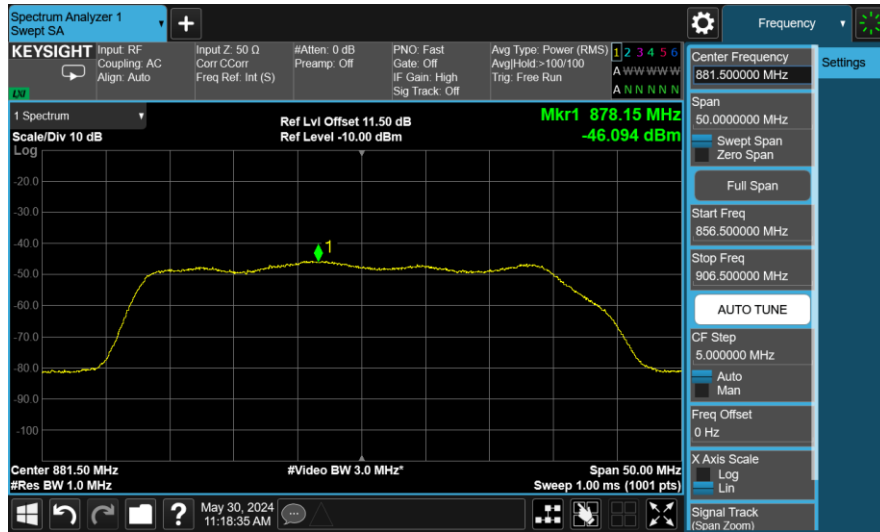 Spectrum Analyzer 1
Swept SA
Frequency
KEYSIGHT
Input: RF
Coupling: AC
Align: Auto
Input Z: 50 Ω
Corr CCorr
Freq Ref: Int (S)
#Atten: 0 dB
Preamp: Off
PNO: Fast
Gate: Off
IF Gain: High
Sig Track: Off
Avg Type: Power (RMS)
Avg|Hold:>100/100
Trig: Free Run
1 2 3 4 5 6
A W W W W W
A N N N N N
LXI
1 Spectrum
Scale/Div 10 dB
Ref Lvl Offset 11.50 dB
Ref Level -10.00 dBm
Mkr1 878.15 MHz
-46.094 dBm
Log
-20.0
-30.0
-40.0
-50.0
-60.0
-70.0
-80.0
-90.0
-100
1
Center 881.50 MHz
#Res BW 1.0 MHz
#Video BW 3.0 MHz*
Span 50.00 MHz
Sweep 1.00 ms (1001 pts)
Center Frequency
881.500000 MHz
Settings
Span
50.0000000 MHz
Swept Span
Zero Span
Full Span
Start Freq
856.500000 MHz
Stop Freq
906.500000 MHz
AUTO TUNE
CF Step
5.000000 MHz
Auto
Man
Freq Offset
0 Hz
X Axis Scale
Log
Lin
Signal Track
(Span Zoom)
?
May 30, 2024
11:18:35 AM